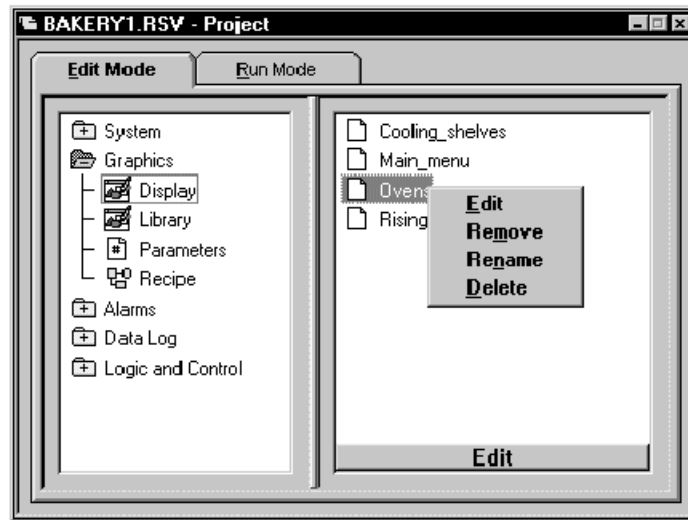 BAKERY1.RSV - Project
Edit Mode
Run Mode
System
Graphics
Display
Library
Parameters
Recipe
Alarms
Data Log
Logic and Control
Cooling_shelves
Main_menu
Ovens
Rising
Edit
Remove
Rename
Delete
Edit